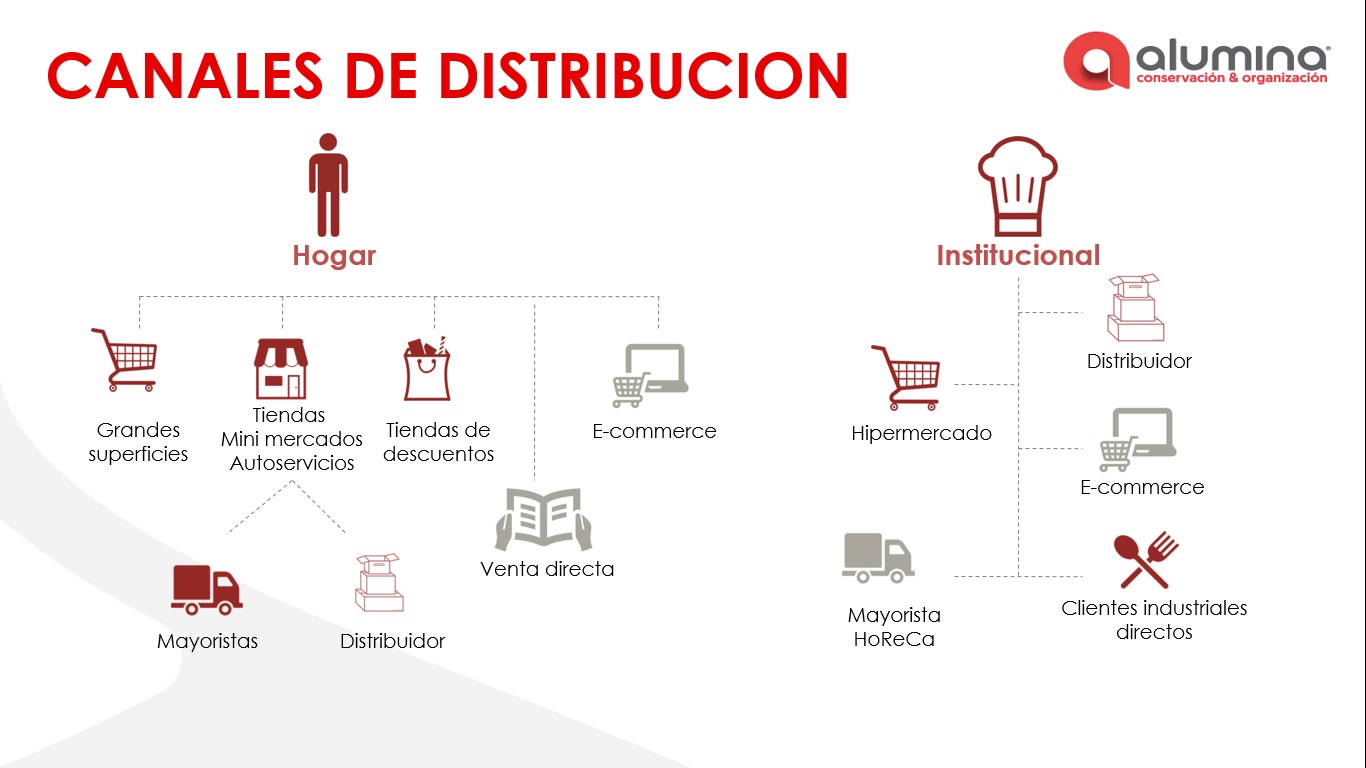 CANALES DE DISTRIBUCION
alumina®
conservación & organización
Hogar
Grandes
superficies
Tiendas
Mini mercados
Autoservicios
Tiendas de
descuentos
E-commerce
Venta directa
Mayoristas
Distribuidor
Institucional
Distribuidor
Hipermercado
E-commerce
Mayorista
HoReCa
Clientes industriales
directos